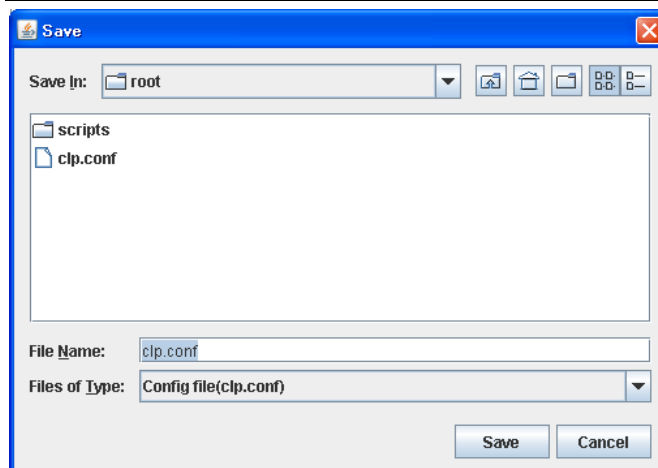 Save
Save In: root
scripts
clp.conf
File Name: clp.conf
Files of Type: Config file(clp.conf)
Save Cancel